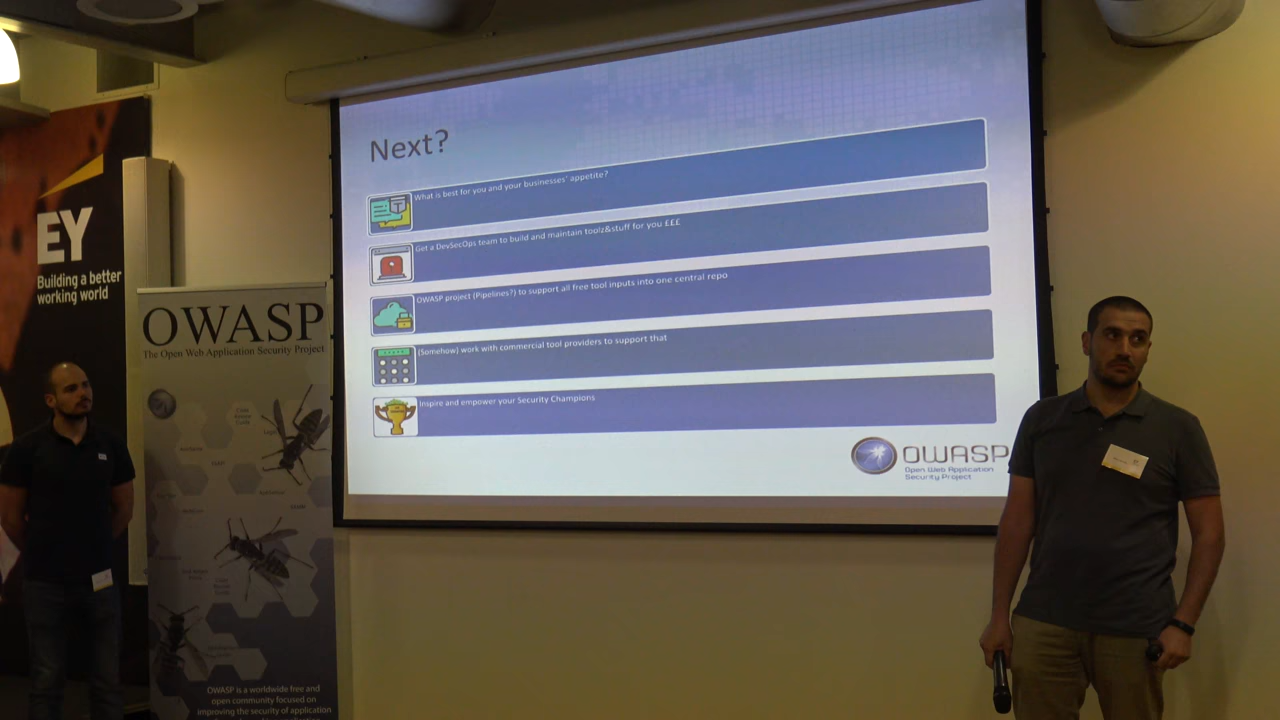 Next?
What is best for you and your businesses' appetite?
Get a DevSecOps team to build and maintain toolz&stuff for you £££
OWASP project (Pipelines?) to support all free tool inputs into one central repo
(Somehow) work with commercial tool providers to support that
Inspire and empower your Security Champions
OWASP
Open Web Application
Security Project
EY
Building a better
working world
OWASP
The Open Web Application Security Project
OWASP is a worldwide free and
open community focused on
improving the security of application